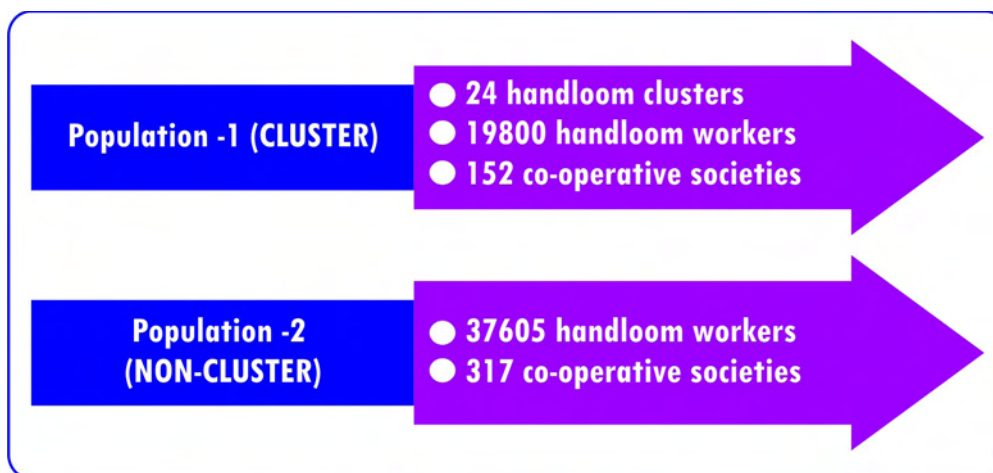 Population -1 (CLUSTER)
24 handloom clusters
19800 handloom workers
152 co-operative societies
Population -2
(NON-CLUSTER)
37605 handloom workers
317 co-operative societies